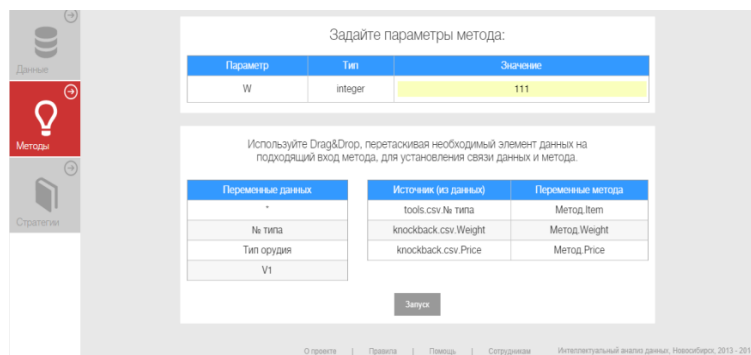 Задайте параметры метода:
Параметр Тип Значение
W integer 111
Данные
Методы
Стратегии
Используйте Drag&Drop, перетаскивая необходимый элемент данных на
подходящий вход метода, для установления связи данных и метода.
Переменные данных
*
№ типа
Тип орудия
V1
Источник (из данных) Переменные метода
tools.csv.№ типа Метод.Item
knockback.csv.Weight Метод.Weight
knockback.csv.Price Метод.Price
Запуск
О проекте | Правила | Помощь | Сотрудникам Интеллектуальный анализ данных, Новосибирск, 2013 - 201